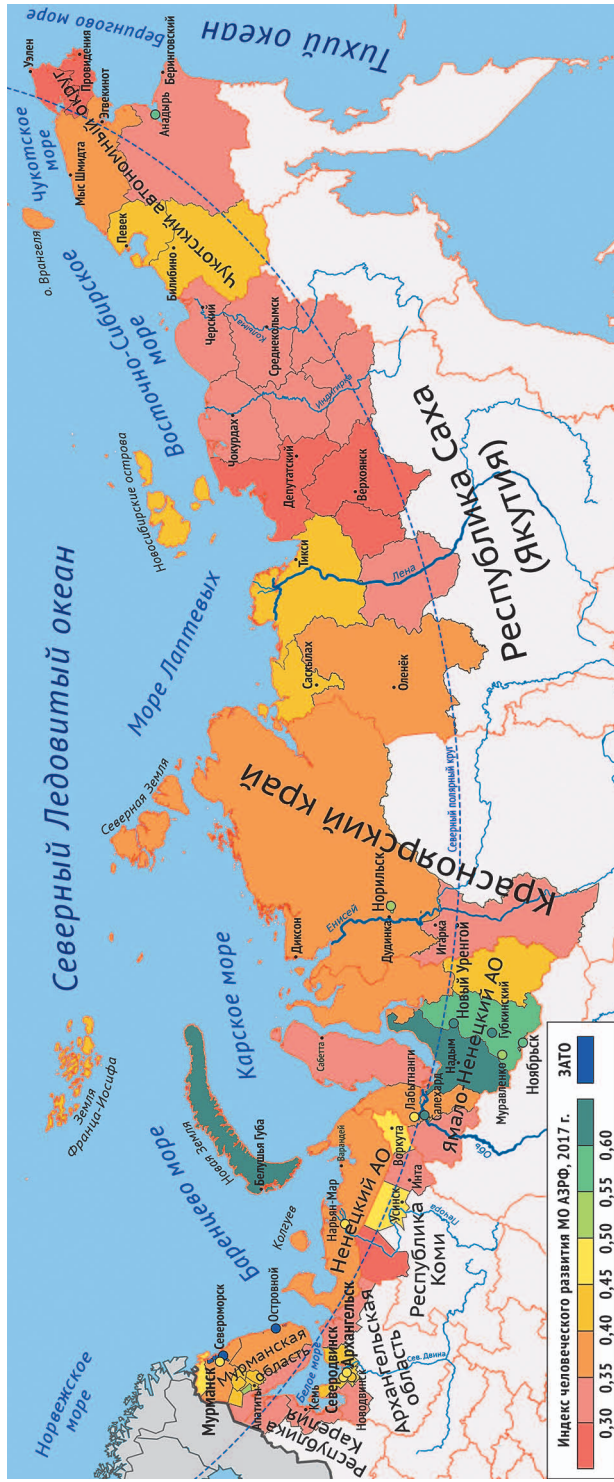 Северный Ледовитый океан
Тихий океан
Норвежское
море
Баренцево море
Карское море
Море Лаптевых
Восточно-Сибирское
море
Чукотское
море
Берингово море
Белое море
Земля
Франца-Иосифа
Новая Земля
Белушья Губа
Колгуев
Северная Земля
Новосибирские острова
о. Врангеля
Мурманск
Североморск
Островной
Мурманская
область
Апатиты
Республика
Карелия
Кемь
Северодвинск
Архангельск
Новодвинск
Архангельская
область
Сев. Двина
Ненецкий АО
Нарьян-Мар
Варандей
Республика
Коми
Усинск
Воркута
Инта
Печора
Ямало-Ненецкий АО
Сабетта
Лабытнанги
Салехард
Надым
Новый Уренгой
Губкинский
Муравленко
Ноябрьск
Обь
Красноярский край
Диксон
Енисей
Дудинка
Норильск
Игарка
Северный полярный круг
Республика Саха
(Якутия)
Саскылах
Оленёк
Тикси
Лена
Депутатский
Верхоянск
Чокурдах
Индигирка
Черский
Колыма
Среднеколымск
Чукотский автономный округ
Певек
Билибино
Мыс Шмидта
Эгвекинот
Провидения
Уэлен
Анадырь
Беринговский
Индекс человеческого развития МО АЗРФ, 2017 г.
ЗАТО
0,30 0,35 0,40 0,45 0,50 0,55 0,60